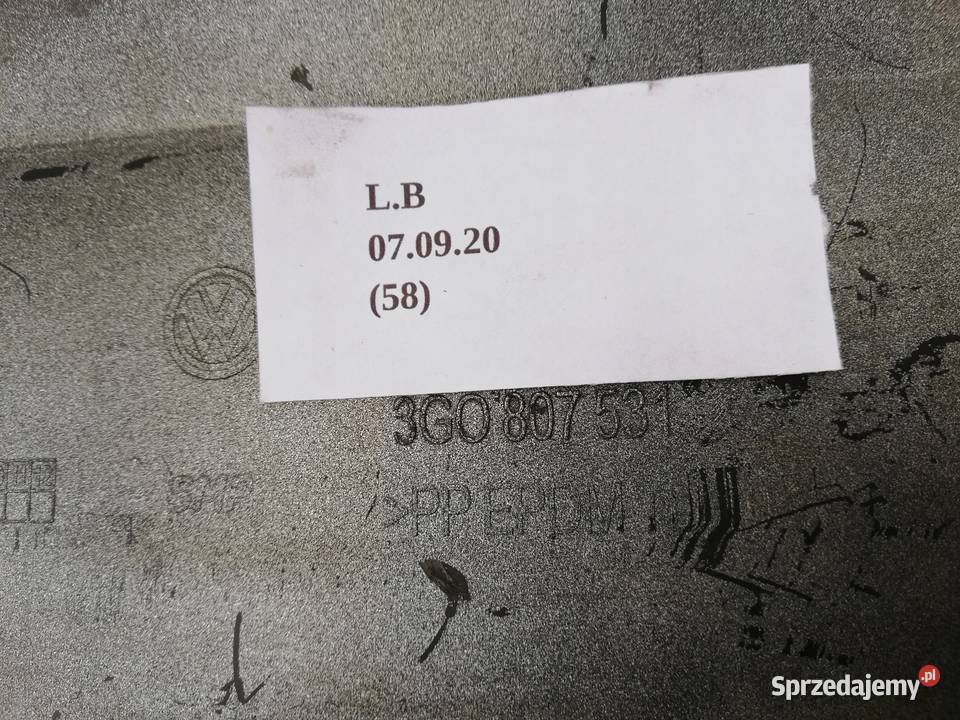 L.B
07.09.20
(58)
3G0 807 531
>PP EPDM
Sprzedajemy.pl